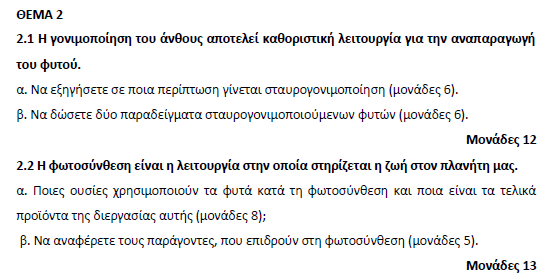 ΘΕΜΑ 2
2.1 Η γονιμοποίηση του άνθους αποτελεί καθοριστική λειτουργία για την αναπαραγωγή
του φυτού.
α. Να εξηγήσετε σε ποια περίπτωση γίνεται σταυρογονιμοποίηση (μονάδες 6).
β. Να δώσετε δύο παραδείγματα σταυρογονιμοποιούμενων φυτών (μονάδες 6).
Μονάδες 12
2.2 Η φωτοσύνθεση είναι η λειτουργία στην οποία στηρίζεται η ζωή στον πλανήτη μας.
α. Ποιες ουσίες χρησιμοποιούν τα φυτά κατά τη φωτοσύνθεση και ποια είναι τα τελικά
προϊόντα της διεργασίας αυτής (μονάδες 8);
β. Να αναφέρετε τους παράγοντες, που επιδρούν στη φωτοσύνθεση (μονάδες 5).
Μονάδες 13